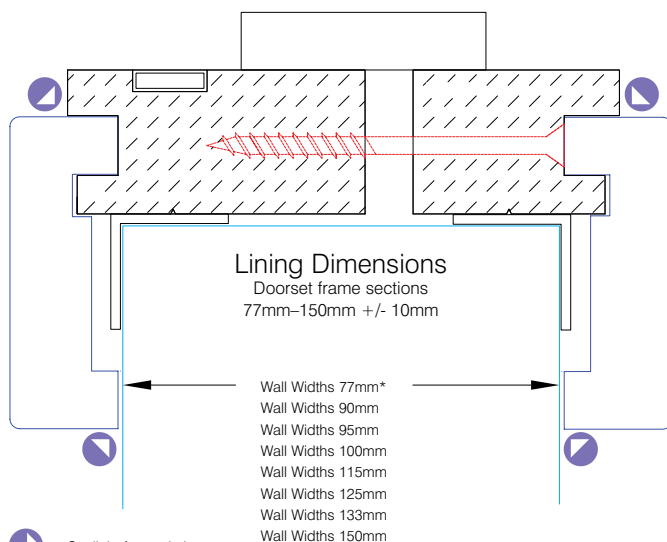 Lining Dimensions
Doorset frame sections
77mm–150mm +/- 10mm
Wall Widths 77mm*
Wall Widths 90mm
Wall Widths 95mm
Wall Widths 100mm
Wall Widths 115mm
Wall Widths 125mm
Wall Widths 133mm
Wall Widths 150mm